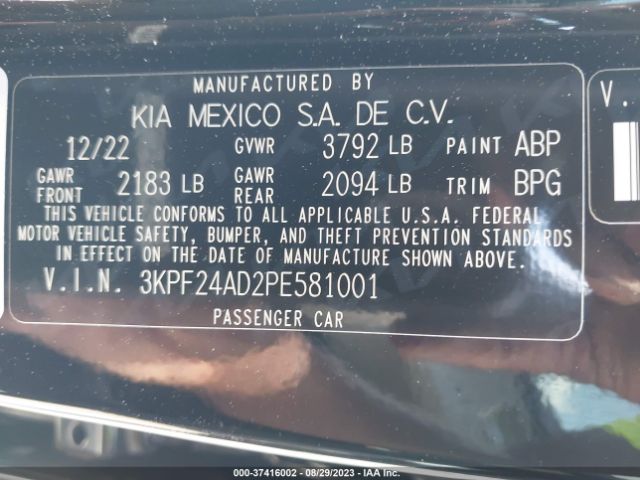 MANUFACTURED BY
KIA MEXICO S.A. DE C.V.
12/22 GVWR 3792 LB PAINT ABP
GAWR FRONT 2183 LB GAWR REAR 2094 LB TRIM BPG
THIS VEHICLE CONFORMS TO ALL APPLICABLE U.S.A. FEDERAL
MOTOR VEHICLE SAFETY, BUMPER, AND THEFT PREVENTION STANDARDS
IN EFFECT ON THE DATE OF MANUFACTURE SHOWN ABOVE.
V.I.N. 3KPF24AD2PE581001
PASSENGER CAR
V.
000-37416002 - 08/29/2023 - IAA Inc.